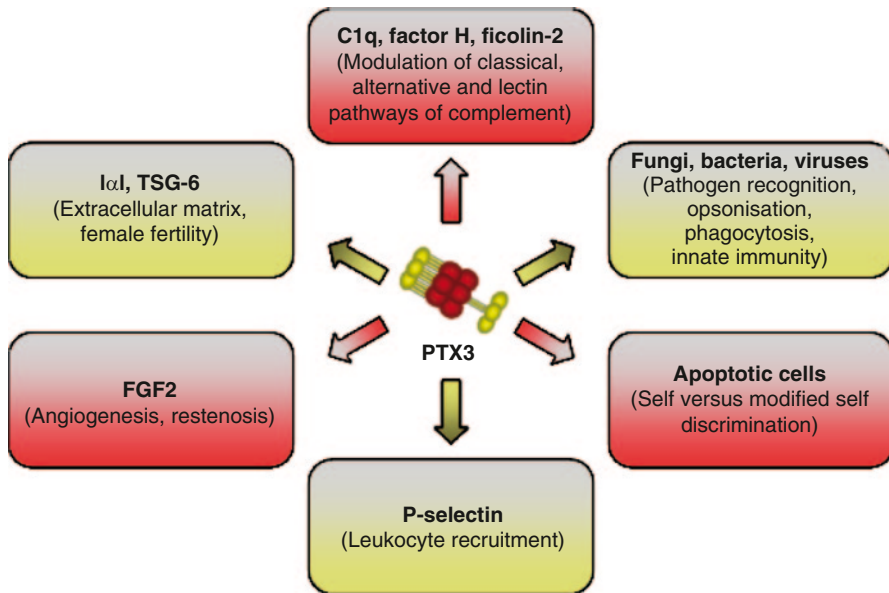 C1q, factor H, ficolin-2
(Modulation of classical,
alternative and lectin
pathways of complement)
IαI, TSG-6
(Extracellular matrix,
female fertility)
Fungi, bacteria, viruses
(Pathogen recognition,
opsonisation,
phagocytosis,
innate immunity)
PTX3
FGF2
(Angiogenesis, restenosis)
Apoptotic cells
(Self versus modified self
discrimination)
P-selectin
(Leukocyte recruitment)